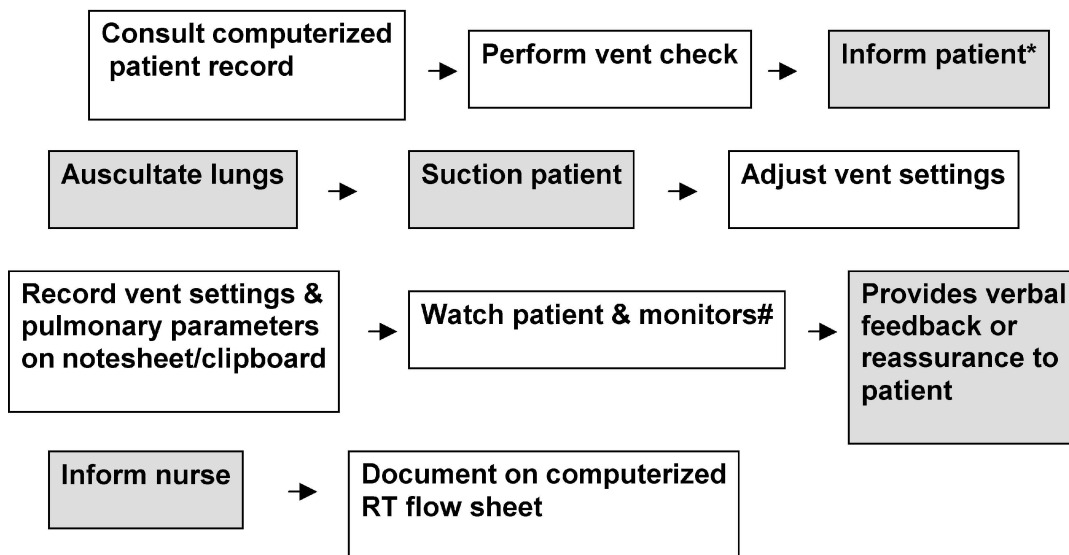 Consult computerized
patient record
Perform vent check
Inform patient*
Auscultate lungs
Suction patient
Adjust vent settings
Record vent settings &
pulmonary parameters
on notesheet/clipboard
Watch patient & monitors#
Provides verbal
feedback or
reassurance to
patient
Inform nurse
Document on computerized
RT flow sheet